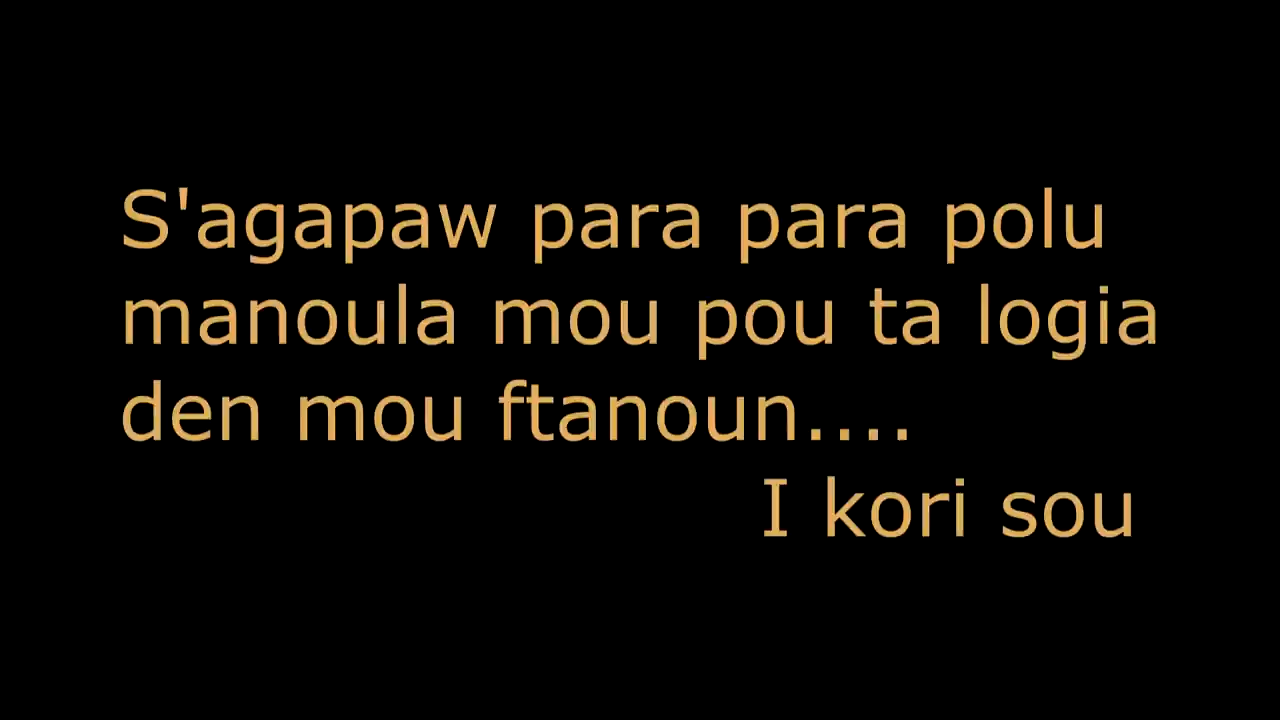 S'agapaw para para polu
manoula mou pou ta logia
den mou ftanoun....
I kori sou